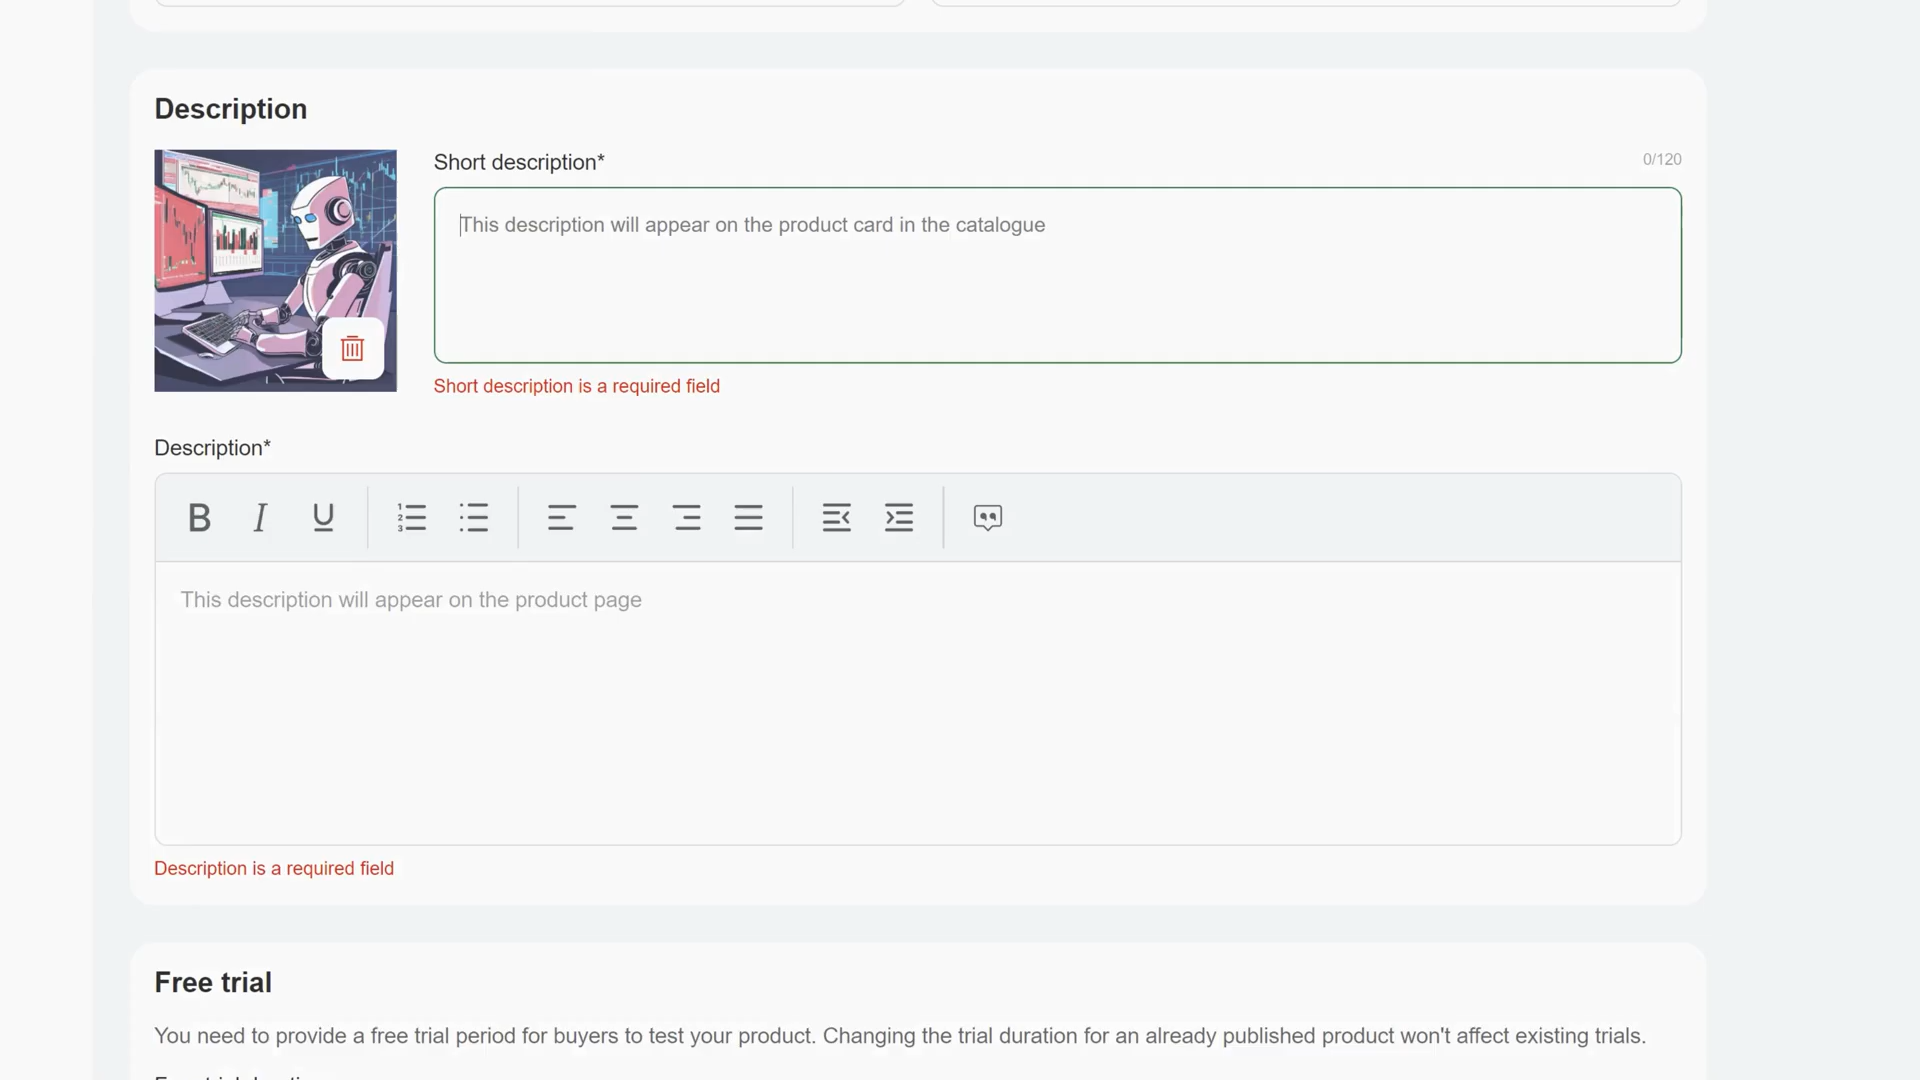 Description
Short description*
0/120
This description will appear on the product card in the catalogue
Short description is a required field
Description*
B I U
This description will appear on the product page
Description is a required field
Free trial
You need to provide a free trial period for buyers to test your product. Changing the trial duration for an already published product won't affect existing trials.